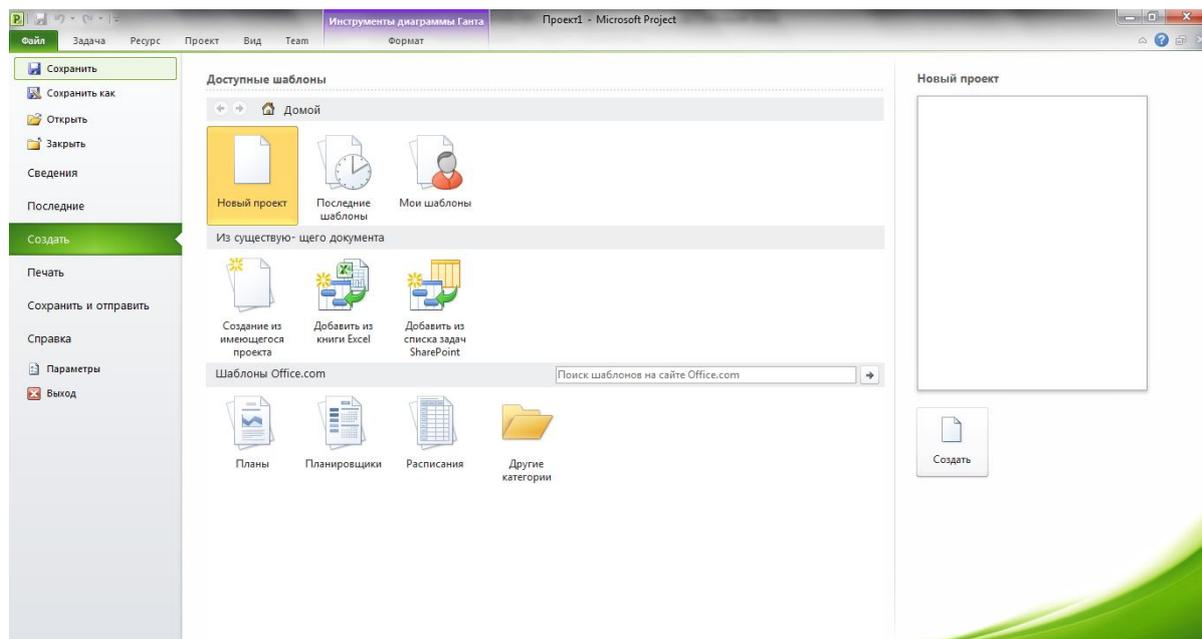 Инструменты диаграммы Ганта
Проект1 - Microsoft Project
Файл Задача Ресурс Проект Вид Team Формат
Сохранить
Сохранить как
Открыть
Закрыть
Сведения
Последние
Создать
Печать
Сохранить и отправить
Справка
Параметры
Выход
Доступные шаблоны
Домой
Новый проект
Последние
шаблоны
Мои шаблоны
Из существую- щего документа
Создание из
имеющегося
проекта
Добавить из
книги Excel
Добавить из
списка задач
SharePoint
Шаблоны Office.com
Поиск шаблонов на сайте Office.com
Планы
Планировщики
Расписания
Другие
категории
Новый проект
Создать